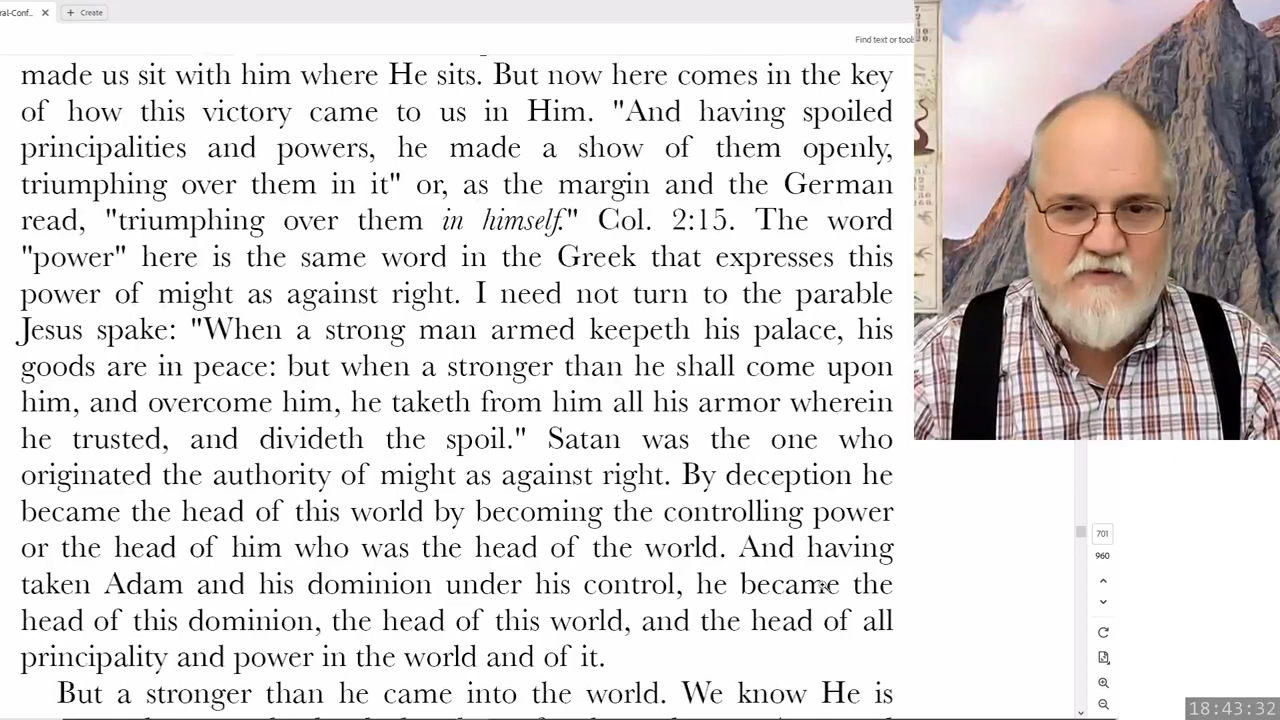 ral-Conf...
Create
Find text or tools
made us sit with him where He sits. But now here comes in the key
of how this victory came to us in Him. "And having spoiled
principalities and powers, he made a show of them openly,
triumphing over them in it" or, as the margin and the German
read, "triumphing over them in himself." Col. 2:15. The word
"power" here is the same word in the Greek that expresses this
power of might as against right. I need not turn to the parable
Jesus spake: "When a strong man armed keepeth his palace, his
goods are in peace: but when a stronger than he shall come upon
him, and overcome him, he taketh from him all his armor wherein
he trusted, and divideth the spoil." Satan was the one who
originated the authority of might as against right. By deception he
became the head of this world by becoming the controlling power
or the head of him who was the head of the world. And having
taken Adam and his dominion under his control, he became the
head of this dominion, the head of this world, and the head of all
principality and power in the world and of it.
But a stronger than he came into the world. We know He is
701
960
18:43:32